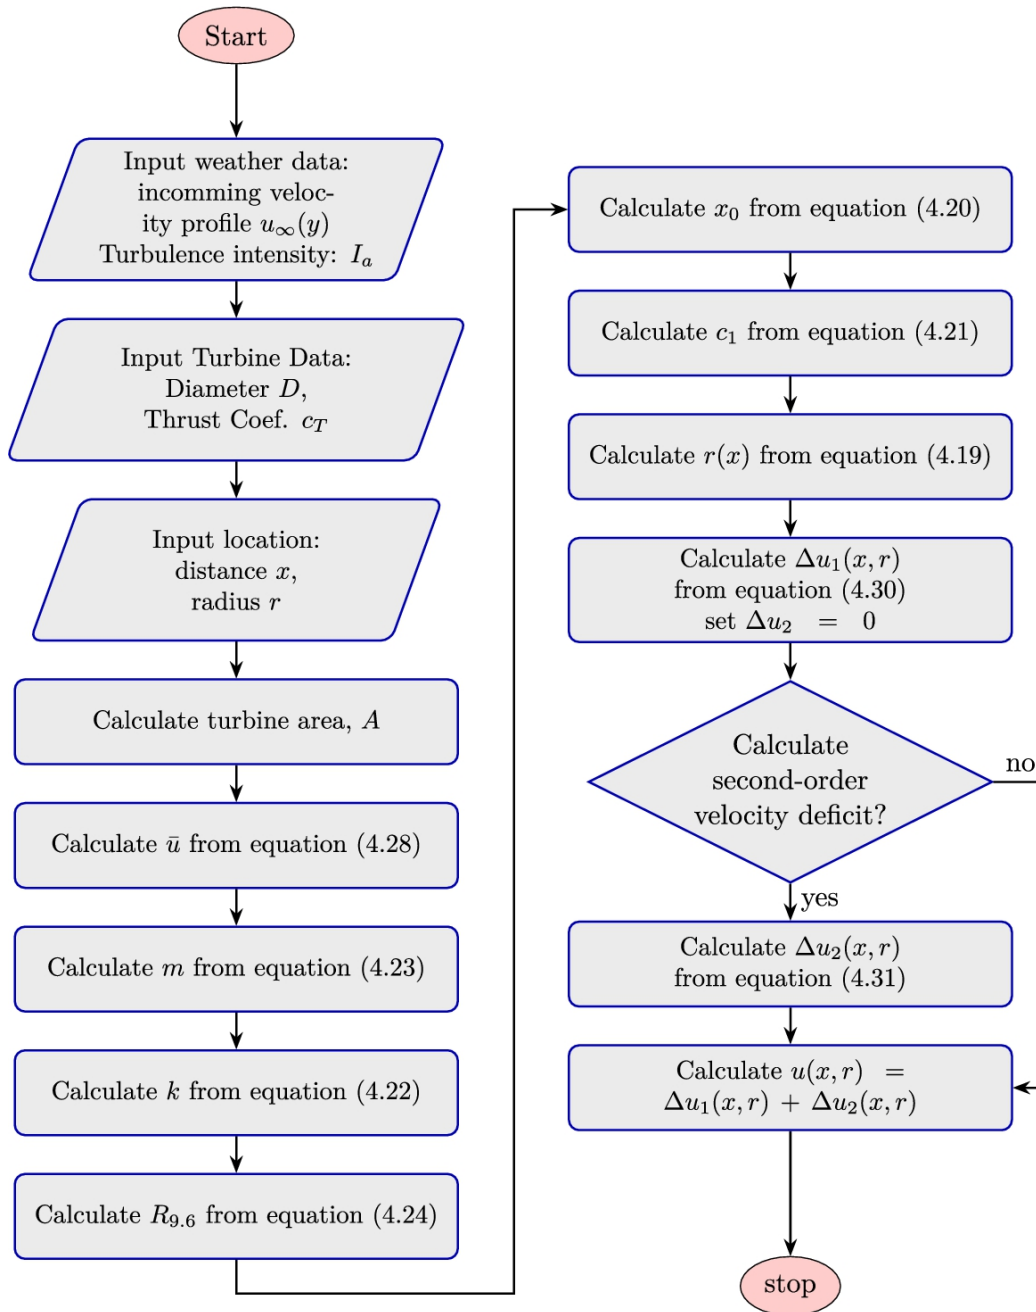 Start
Input weather data:
incomming veloc-
ity profile u∞(y)
Turbulence intensity: Iₐ
Input Turbine Data:
Diameter D,
Thrust Coef. c_T
Input location:
distance x,
radius r
Calculate turbine area, A
Calculate ū from equation (4.28)
Calculate m from equation (4.23)
Calculate k from equation (4.22)
Calculate R₉.₆ from equation (4.24)
Calculate x₀ from equation (4.20)
Calculate c₁ from equation (4.21)
Calculate r(x) from equation (4.19)
Calculate Δu₁(x, r)
from equation (4.30)
set Δu₂ = 0
Calculate
second-order
velocity deficit?
no
yes
Calculate Δu₂(x, r)
from equation (4.31)
Calculate u(x, r) =
Δu₁(x, r) + Δu₂(x, r)
stop